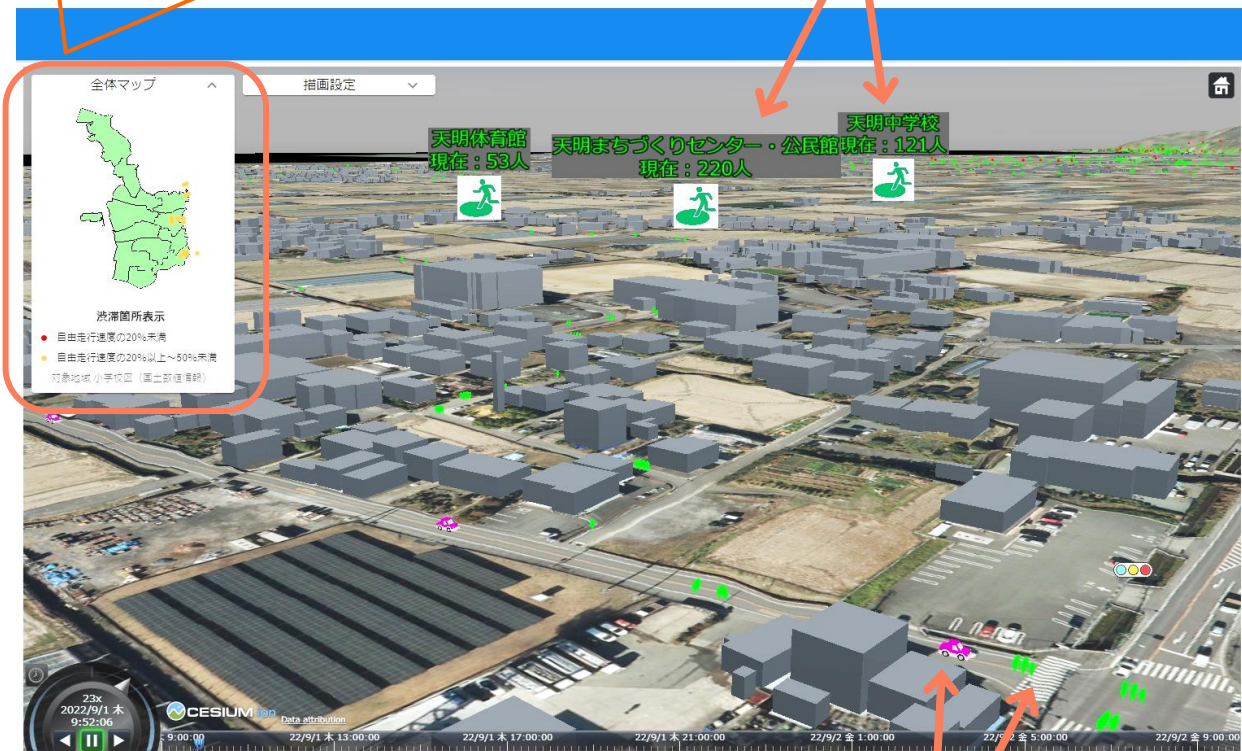 全体マップ
描画設定
天明体育館
現在：53人
天明まちづくりセンター・公民館
現在：220人
天明中学校
現在：121人
渋滞箇所表示
自由走行速度の20%未満
自由走行速度の20%以上～50%未満
対象地域 小学校区（国土数値情報）
23x
2022/9/1 木
9:52:06
CESIUM ion
Data attribution
9:00:00
22/9/1 木 13:00:00
22/9/1 木 17:00:00
22/9/1 木 21:00:00
22/9/2 金 1:00:00
22/9/2 金 5:00:00
22/9/2 金 9:00:00